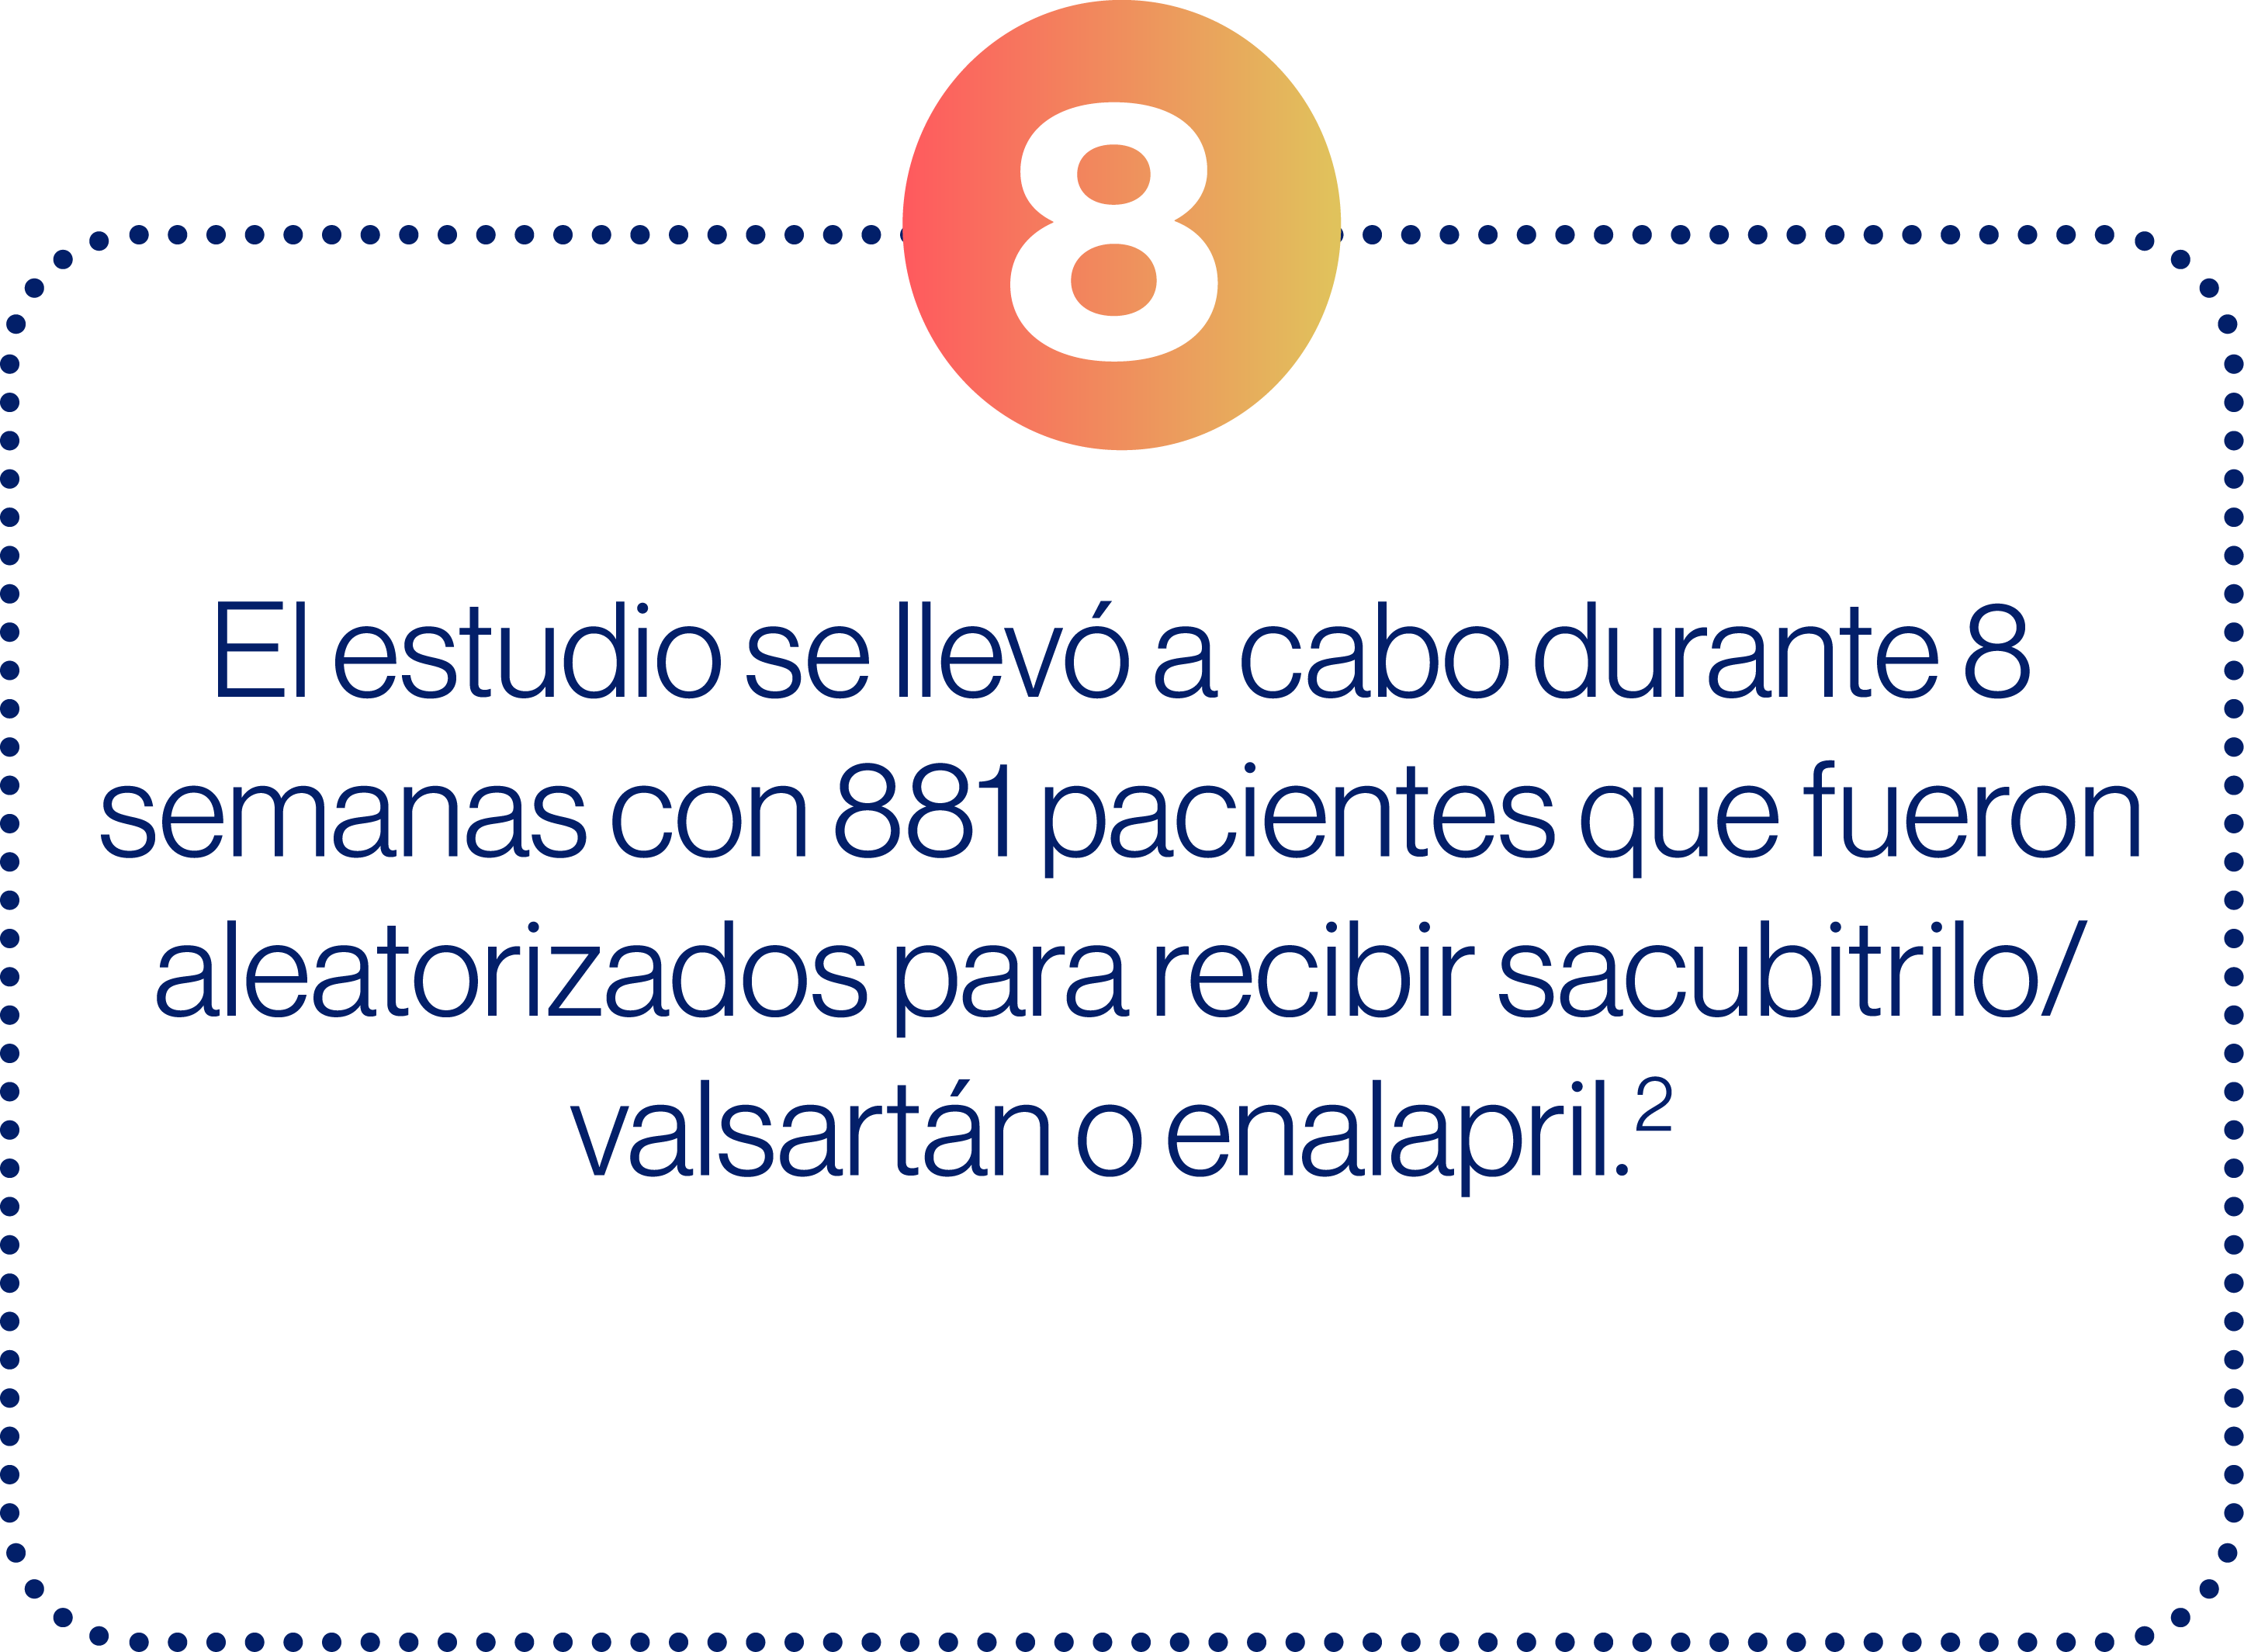 8
El estudio se llevó a cabo durante 8
semanas con 881 pacientes que fueron
aleatorizados para recibir sacubitrilo/
valsartán o enalapril.²